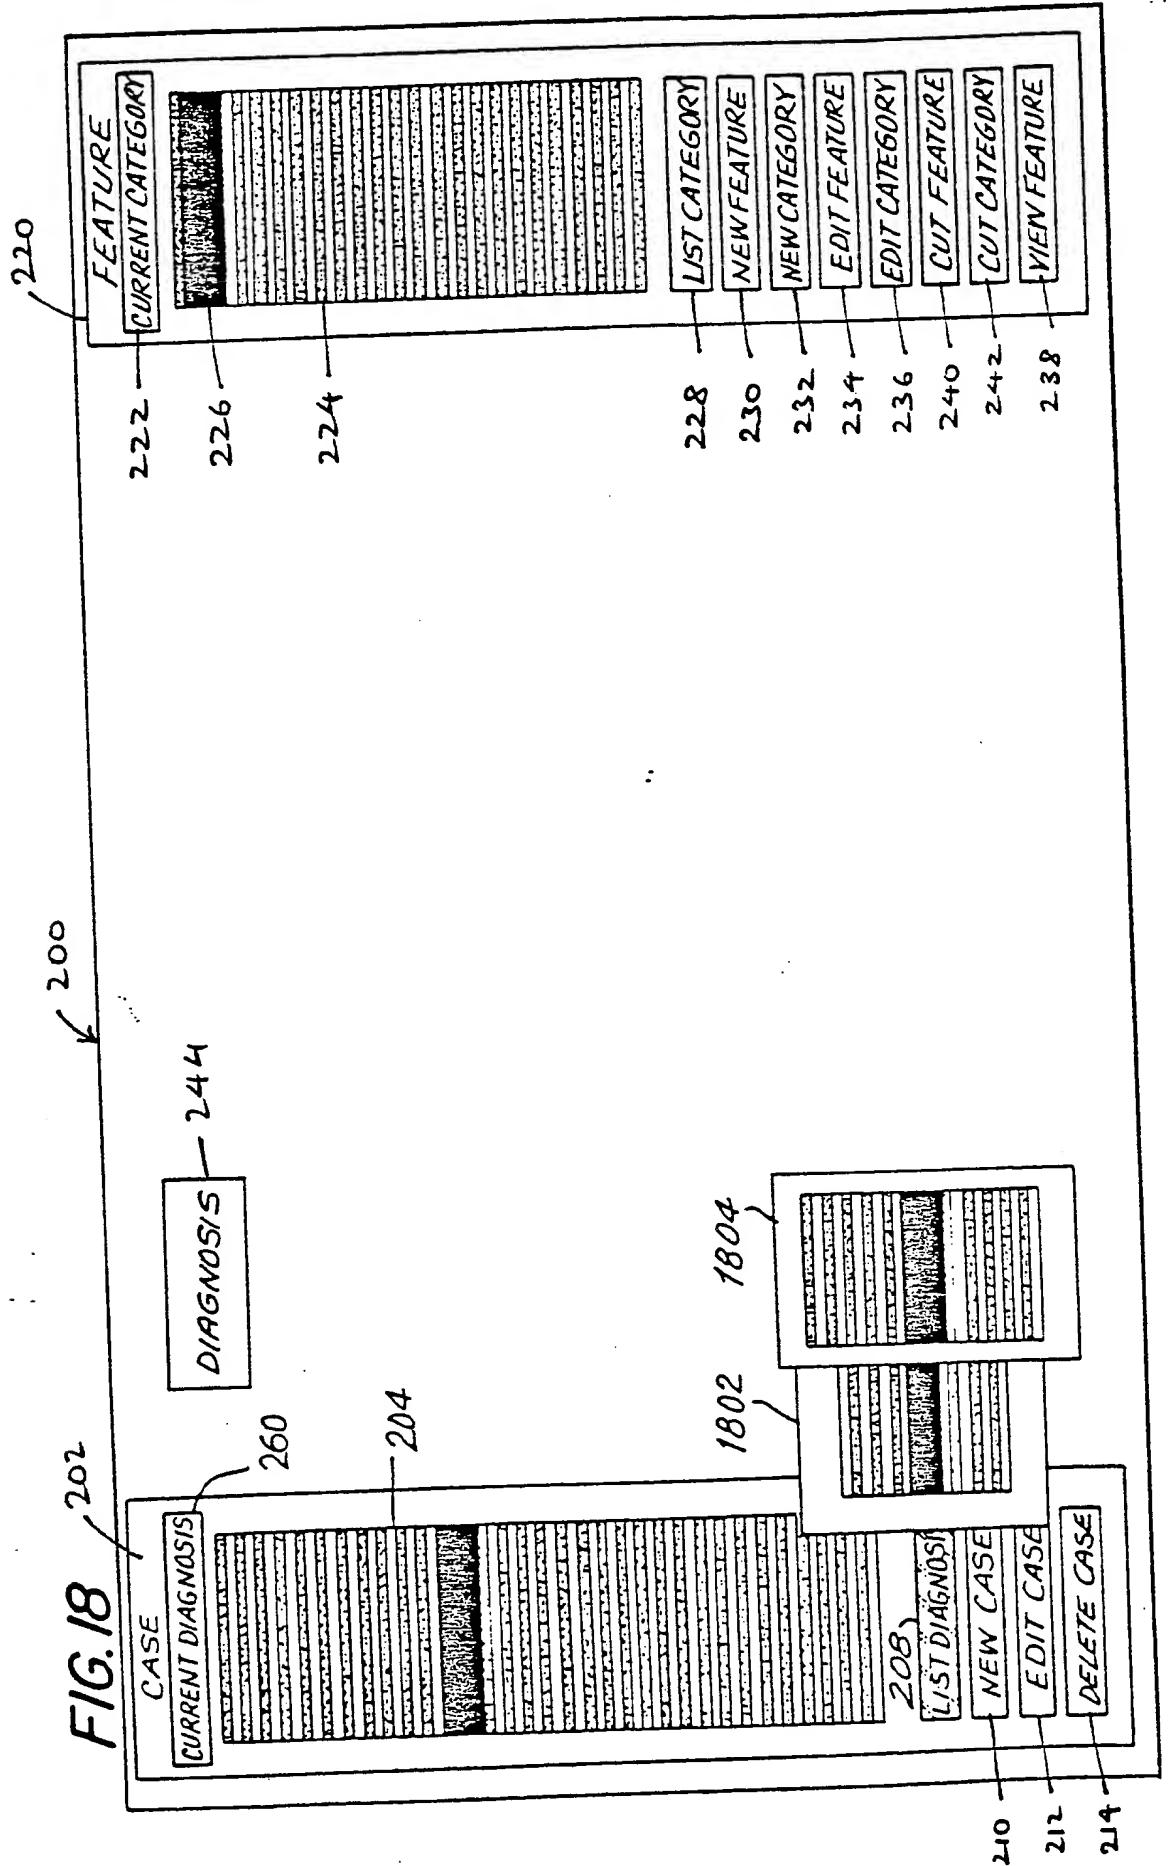 FIG. 18
200
202
CASE
CURRENT DIAGNOSIS
260
204
208
LIST DIAGNOSI
NEW CASE
EDIT CASE
DELETE CASE
210
212
214
DIAGNOSIS
244
1802
1804
220
FEATURE
CURRENT CATEGORY
222
226
224
LIST CATEGORY
NEW FEATURE
NEW CATEGORY
EDIT FEATURE
EDIT CATEGORY
CUT FEATURE
CUT CATEGORY
VIEN FEATURE
228
230
232
234
236
240
242
238